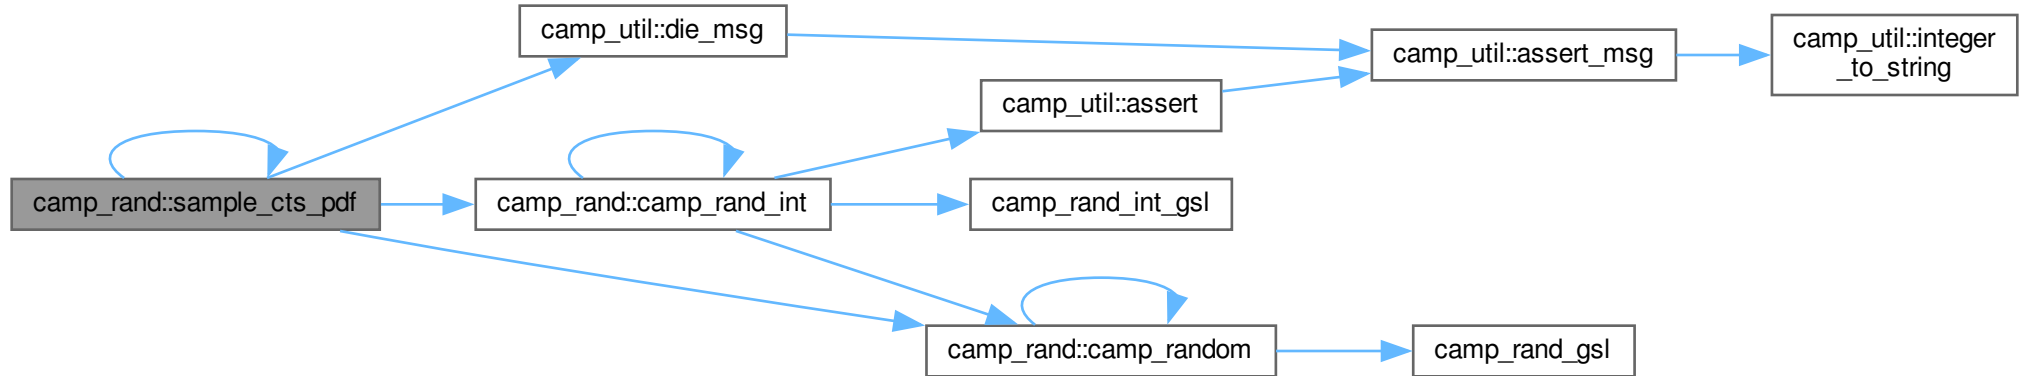 camp_util::die_msg
camp_util::assert_msg
camp_util::integer
_to_string
camp_util::assert
camp_rand::sample_cts_pdf
camp_rand::camp_rand_int
camp_rand_int_gsl
camp_rand::camp_random
camp_rand_gsl